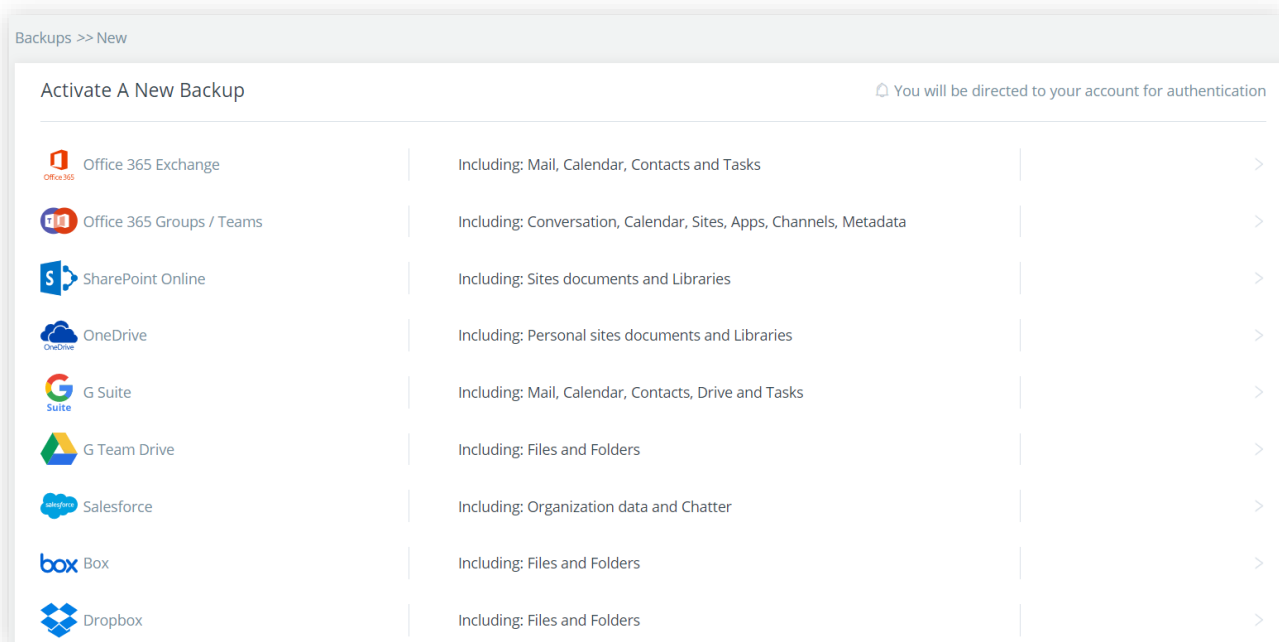 Backups >> New
Activate A New Backup
You will be directed to your account for authentication
Office 365
Office 365 Exchange
Including: Mail, Calendar, Contacts and Tasks
T
Office 365 Groups / Teams
Including: Conversation, Calendar, Sites, Apps, Channels, Metadata
S
SharePoint Online
Including: Sites documents and Libraries
OneDrive
OneDrive
Including: Personal sites documents and Libraries
G
Suite
G Suite
Including: Mail, Calendar, Contacts, Drive and Tasks
G Team Drive
Including: Files and Folders
salesforce
Salesforce
Including: Organization data and Chatter
box
Box
Including: Files and Folders
Dropbox
Including: Files and Folders